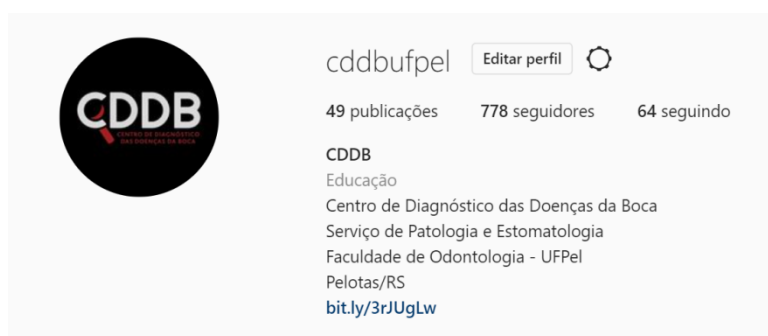 CDDB
CENTRO DE DIAGNÓSTICO
DAS DOENÇAS DA BOCA
cddbufpel Editar perfil
49 publicações 778 seguidores 64 seguindo
CDDB
Educação
Centro de Diagnóstico das Doenças da Boca
Serviço de Patologia e Estomatologia
Faculdade de Odontologia - UFPel
Pelotas/RS
bit.ly/3rJUgLw